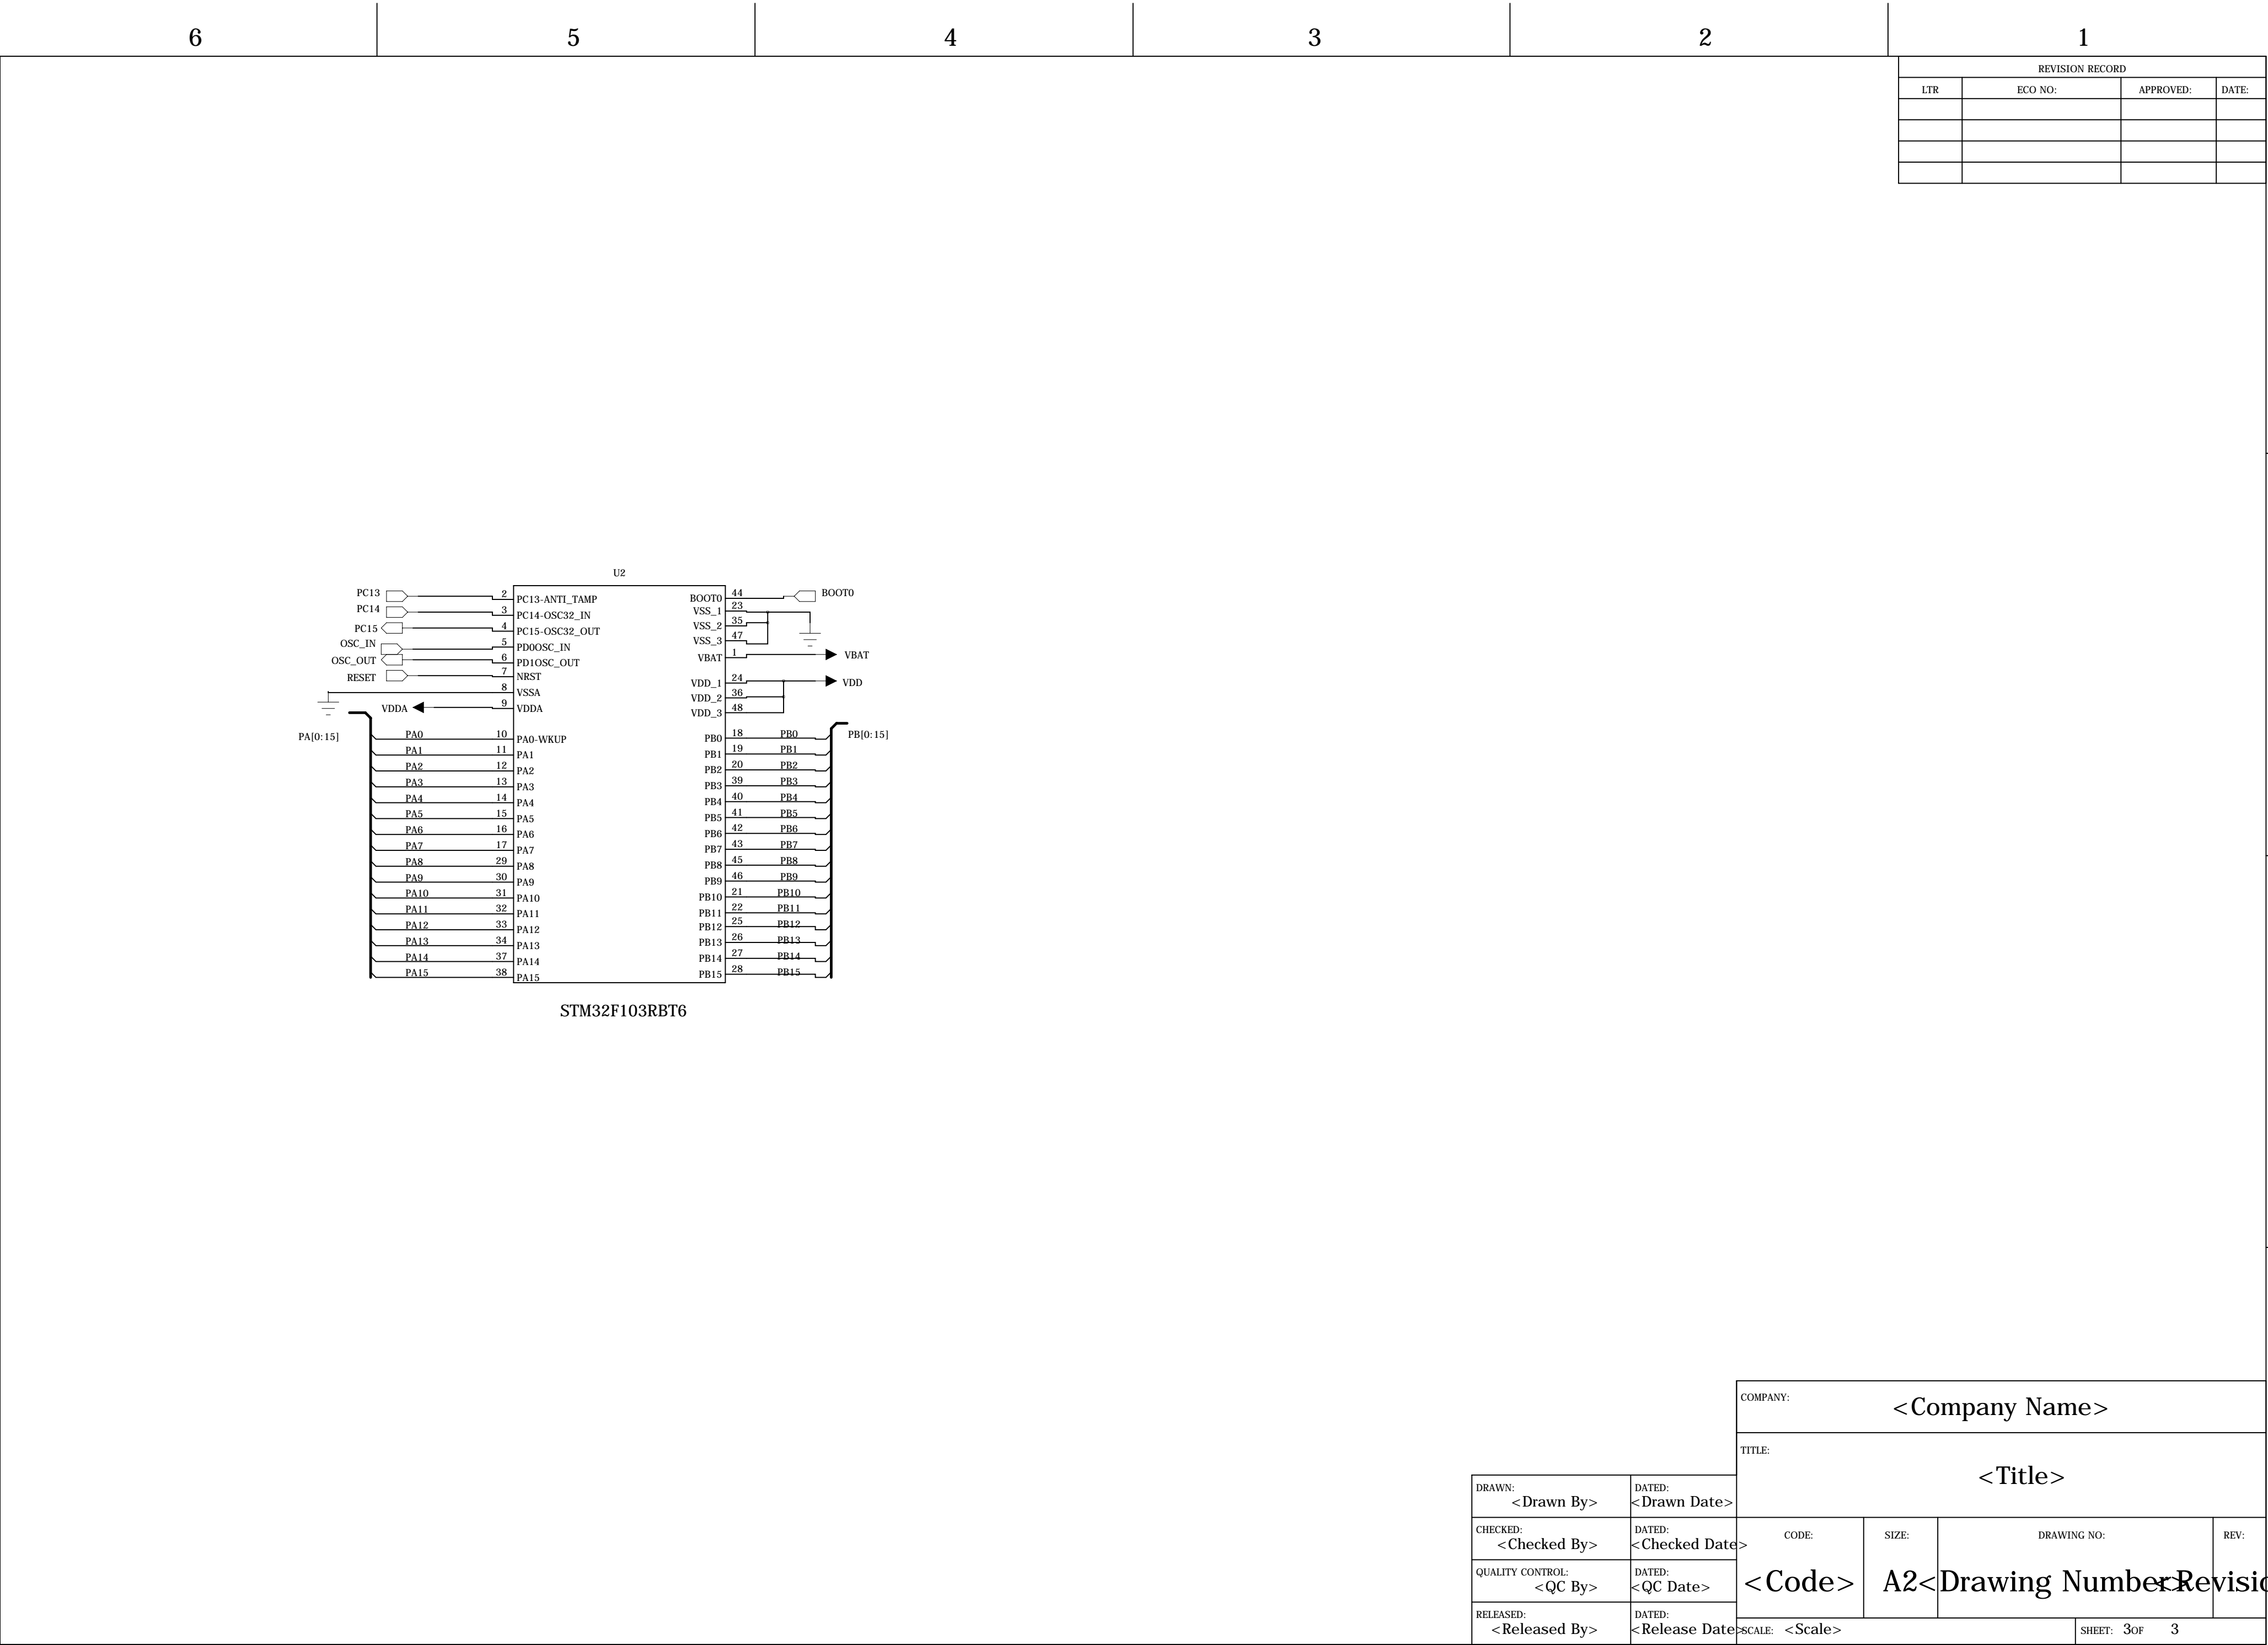 6 5 4 3 2 1
REVISION RECORD
LTR ECO NO: APPROVED: DATE:
U2
PC13 2 PC13-ANTI_TAMP
PC14 3 PC14-OSC32_IN
PC15 4 PC15-OSC32_OUT
OSC_IN 5 PD0OSC_IN
OSC_OUT 6 PD1OSC_OUT
RESET 7 NRST
8 VSSA
VDDA 9 VDDA
BOOT0 44 BOOT0
VSS_1 23
VSS_2 35
VSS_3 47
VBAT 1 VBAT
VDD_1 24 VDD
VDD_2 36
VDD_3 48
PA[0:15]
PA0 10 PA0-WKUP
PA1 11 PA1
PA2 12 PA2
PA3 13 PA3
PA4 14 PA4
PA5 15 PA5
PA6 16 PA6
PA7 17 PA7
PA8 29 PA8
PA9 30 PA9
PA10 31 PA10
PA11 32 PA11
PA12 33 PA12
PA13 34 PA13
PA14 37 PA14
PA15 38 PA15
PB[0:15]
PB0 18 PB0
PB1 19 PB1
PB2 20 PB2
PB3 39 PB3
PB4 40 PB4
PB5 41 PB5
PB6 42 PB6
PB7 43 PB7
PB8 45 PB8
PB9 46 PB9
PB10 21 PB10
PB11 22 PB11
PB12 25 PB12
PB13 26 PB13
PB14 27 PB14
PB15 28 PB15
STM32F103RBT6
COMPANY:
<Company Name>
TITLE:
<Title>
DRAWN: DATED:
<Drawn By> <Drawn Date>
CHECKED: DATED:
<Checked By> <Checked Date>
QUALITY CONTROL: DATED:
<QC By> <QC Date>
RELEASED: DATED:
<Released By> <Release Date>
CODE: SIZE: DRAWING NO: REV:
<Code> A2 <Drawing Number> <Revisio
SCALE: <Scale> SHEET: 3 OF 3